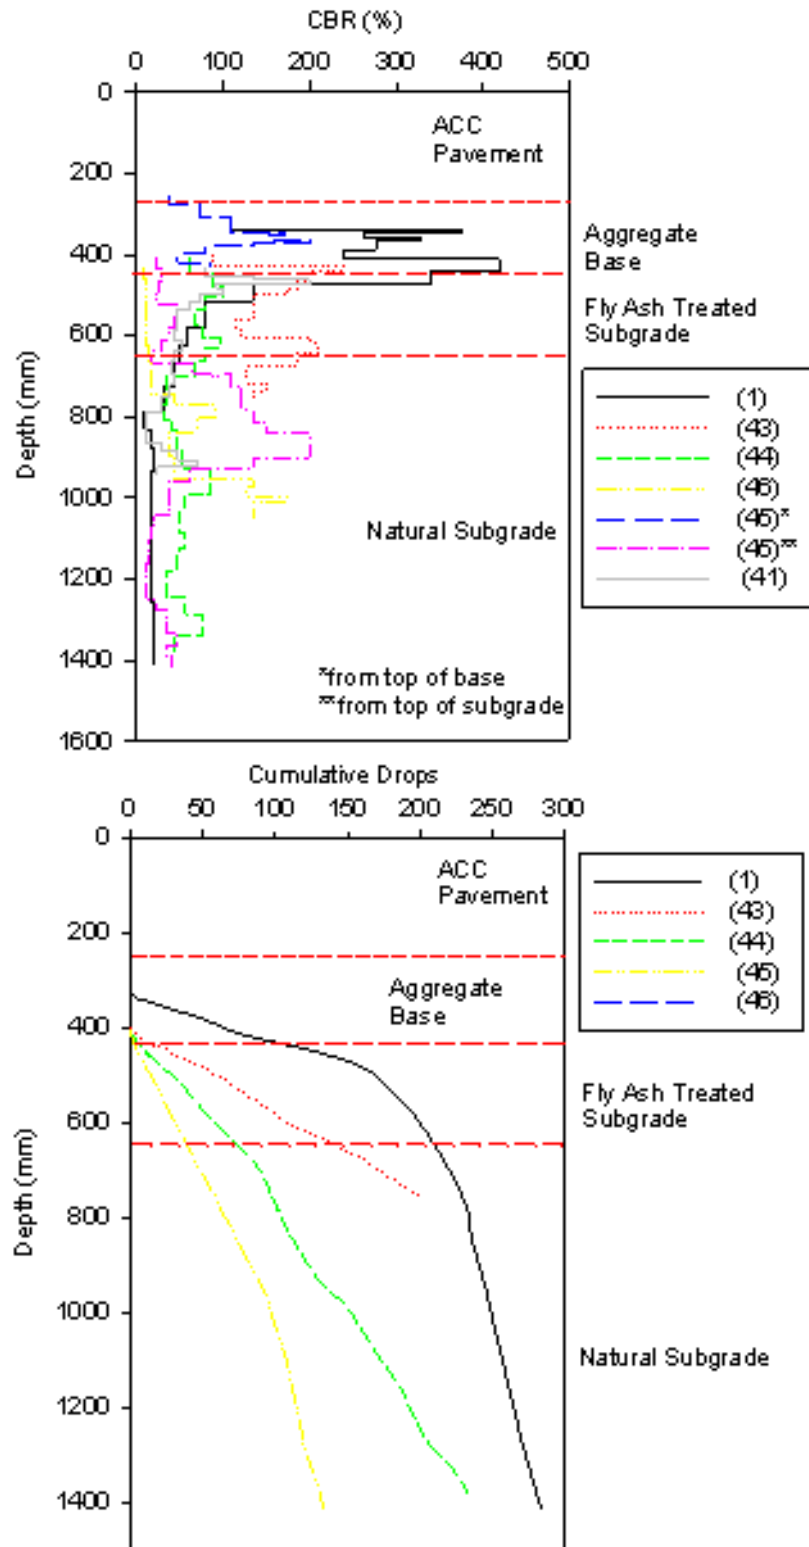 CBR (%)
0 100 200 300 400 500
0
200
400
600
800
1000
1200
1400
1600
Depth (mm)
ACC
Pavement
Aggregate
Base
Fly Ash Treated
Subgrade
(1)
(43)
(44)
(46)
(45)*
(45)**
(41)
Natural Subgrade
*from top of base
**from top of subgrade
Cumulative Drops
0 50 100 150 200 250 300
0
200
400
600
800
1000
1200
1400
Depth (mm)
ACC
Pavement
Aggregate
Base
(1)
(43)
(44)
(45)
(46)
Fly Ash Treated
Subgrade
Natural Subgrade